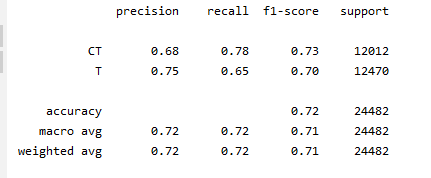 precision recall f1-score support
CT 0.68 0.78 0.73 12012
T 0.75 0.65 0.70 12470
accuracy 0.72 24482
macro avg 0.72 0.72 0.71 24482
weighted avg 0.72 0.72 0.71 24482